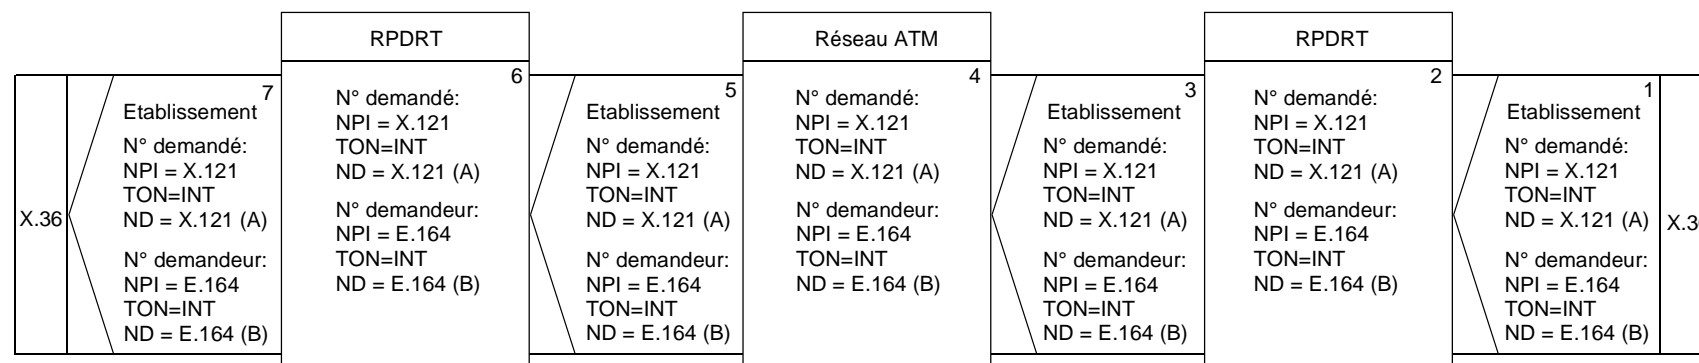 RPDRT
Réseau ATM
RPDRT
X.36
7
Etablissement
N° demandé:
NPI = X.121
TON=INT
ND = X.121 (A)
N° demandeur:
NPI = E.164
TON=INT
ND = E.164 (B)
6
N° demandé:
NPI = X.121
TON=INT
ND = X.121 (A)
N° demandeur:
NPI = E.164
TON=INT
ND = E.164 (B)
5
Etablissement
N° demandé:
NPI = X.121
TON=INT
ND = X.121 (A)
N° demandeur:
NPI = E.164
TON=INT
ND = E.164 (B)
4
N° demandé:
NPI = X.121
TON=INT
ND = X.121 (A)
N° demandeur:
NPI = E.164
TON=INT
ND = E.164 (B)
3
Etablissement
N° demandé:
NPI = X.121
TON=INT
ND = X.121 (A)
N° demandeur:
NPI = E.164
TON=INT
ND = E.164 (B)
2
N° demandé:
NPI = X.121
TON=INT
ND = X.121 (A)
N° demandeur:
NPI = E.164
TON=INT
ND = E.164 (B)
1
Etablissement
N° demandé:
NPI = X.121
TON=INT
ND = X.121 (A)
N° demandeur:
NPI = E.164
TON=INT
ND = E.164 (B)